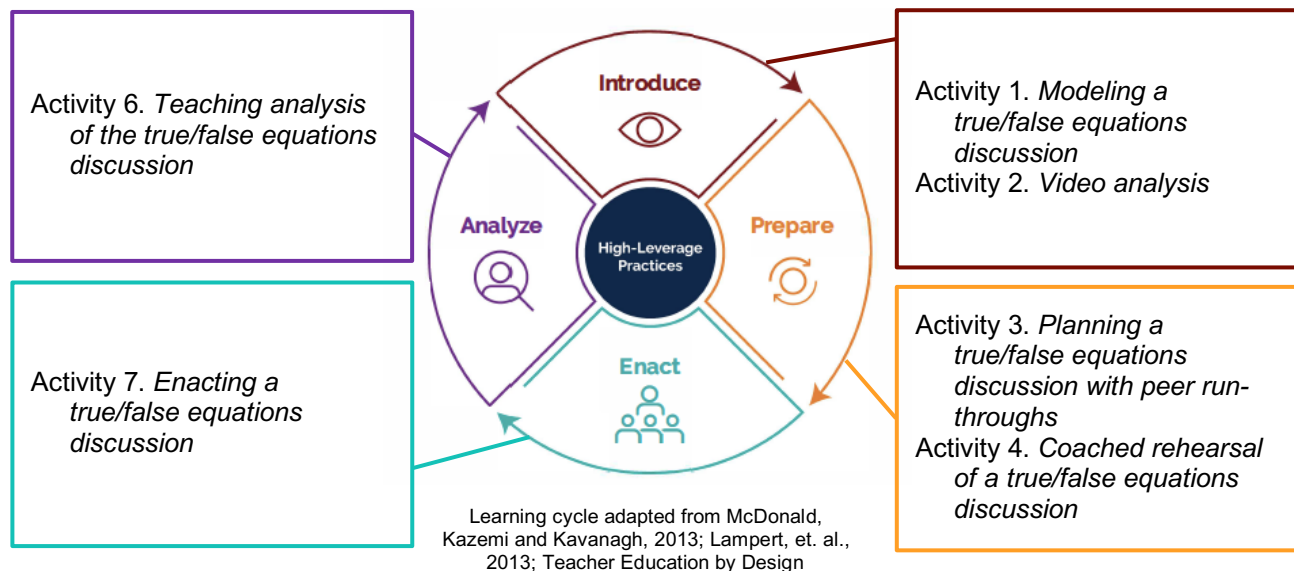 Activity 6. Teaching analysis
of the true/false equations
discussion
Introduce
Activity 1. Modeling a
true/false equations
discussion
Activity 2. Video analysis
Analyze
High-Leverage
Practices
Prepare
Activity 7. Enacting a
true/false equations
discussion
Enact
Activity 3. Planning a
true/false equations
discussion with peer run-
throughs
Activity 4. Coached rehearsal
of a true/false equations
discussion
Learning cycle adapted from McDonald,
Kazemi and Kavanagh, 2013; Lampert, et. al.,
2013; Teacher Education by Design